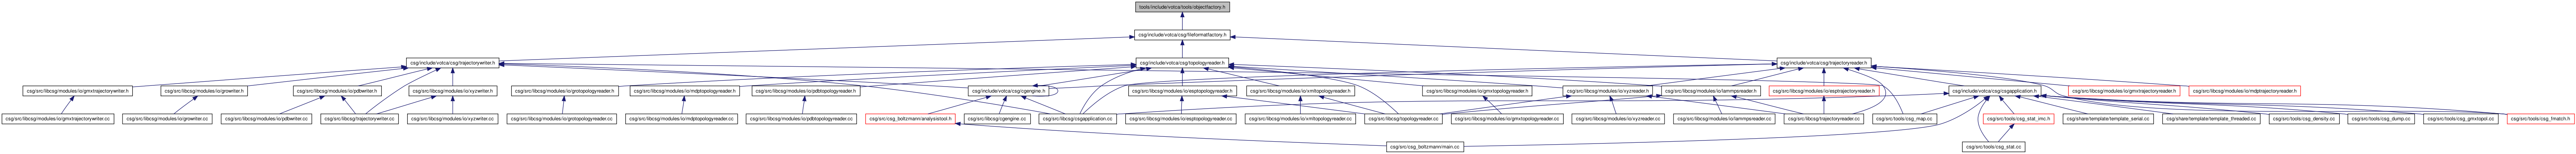 tools/include/votca/tools/objectfactory.h
csg/include/votca/csg/fileformatfactory.h
csg/include/votca/csg/trajectorywriter.h
csg/include/votca/csg/topologyreader.h
csg/include/votca/csg/trajectoryreader.h
csg/src/libcsg/modules/io/gmxtrajectorywriter.h
csg/src/libcsg/modules/io/growriter.h
csg/src/libcsg/modules/io/pdbwriter.h
csg/src/libcsg/modules/io/xyzwriter.h
csg/src/libcsg/modules/io/grotopologyreader.h
csg/src/libcsg/modules/io/mdptopologyreader.h
csg/src/libcsg/modules/io/pdbtopologyreader.h
csg/include/votca/csg/cgengine.h
csg/src/libcsg/modules/io/esptopologyreader.h
csg/src/libcsg/modules/io/xmltopologyreader.h
csg/src/libcsg/modules/io/gmxtopologyreader.h
csg/src/libcsg/modules/io/xyzreader.h
csg/src/libcsg/modules/io/lammpsreader.h
csg/src/libcsg/modules/io/esptrajectoryreader.h
csg/include/votca/csg/csgapplication.h
csg/src/libcsg/modules/io/gmxtrajectoryreader.h
csg/src/libcsg/modules/io/mdptrajectoryreader.h
csg/src/libcsg/modules/io/gmxtrajectorywriter.cc
csg/src/libcsg/modules/io/growriter.cc
csg/src/libcsg/modules/io/pdbwriter.cc
csg/src/libcsg/trajectorywriter.cc
csg/src/libcsg/modules/io/xyzwriter.cc
csg/src/libcsg/modules/io/grotopologyreader.cc
csg/src/libcsg/modules/io/mdptopologyreader.cc
csg/src/libcsg/modules/io/pdbtopologyreader.cc
csg/src/csg_boltzmann/analysistool.h
csg/src/libcsg/cgengine.cc
csg/src/libcsg/csgapplication.cc
csg/src/libcsg/modules/io/esptopologyreader.cc
csg/src/libcsg/modules/io/xmltopologyreader.cc
csg/src/libcsg/topologyreader.cc
csg/src/libcsg/modules/io/gmxtopologyreader.cc
csg/src/libcsg/modules/io/xyzreader.cc
csg/src/libcsg/modules/io/lammpsreader.cc
csg/src/libcsg/trajectoryreader.cc
csg/src/tools/csg_map.cc
csg/src/tools/csg_stat_imc.h
csg/share/template/template_serial.cc
csg/share/template/template_threaded.cc
csg/src/tools/csg_density.cc
csg/src/tools/csg_dump.cc
csg/src/tools/csg_gmxtopol.cc
csg/src/tools/csg_fmatch.h
csg/src/csg_boltzmann/main.cc
csg/src/tools/csg_stat.cc